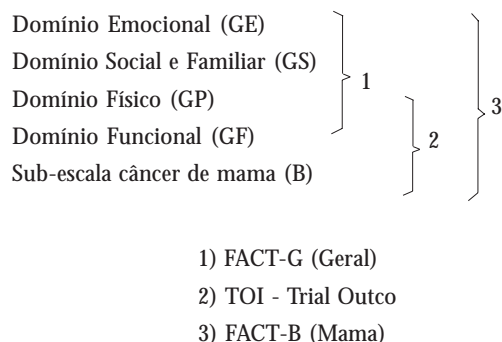 Domínio Emocional (GE)
Domínio Social e Familiar (GS)
1
Domínio Físico (GP)
3
Domínio Funcional (GF)
2
Sub-escala câncer de mama (B)
1) FACT-G (Geral)
2) TOI - Trial Outco
3) FACT-B (Mama)